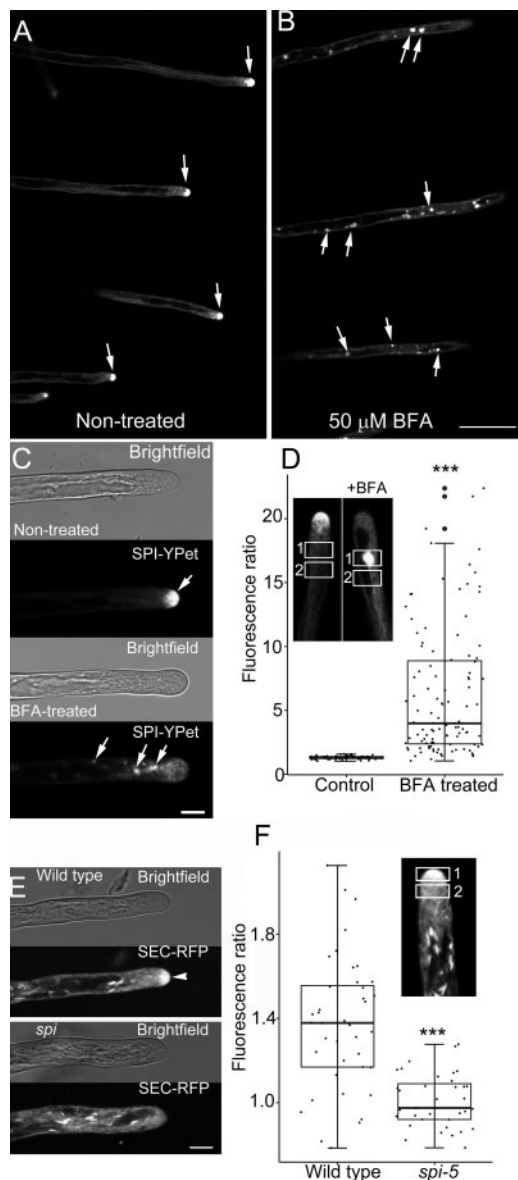 A
B
Non-treated
50 μM BFA
C
Brightfield
Non-treated
SPI-YPet
Brightfield
BFA-treated
SPI-YPet
D
***
+BFA
1
2
1
2
20
15
10
5
0
Fluorescence ratio
Control
BFA treated
E
Wild type
Brightfield
SEC-RFP
spi
Brightfield
SEC-RFP
F
1
2
***
1.8
1.4
1.0
Fluorescence ratio
Wild type
spi-5